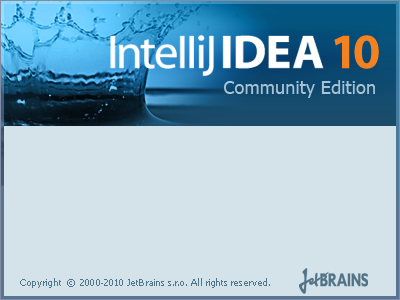 IntelliJ IDEA 10
Community Edition
Copyright © 2000-2010 JetBrains s.r.o. All rights reserved.
JetBRAINS